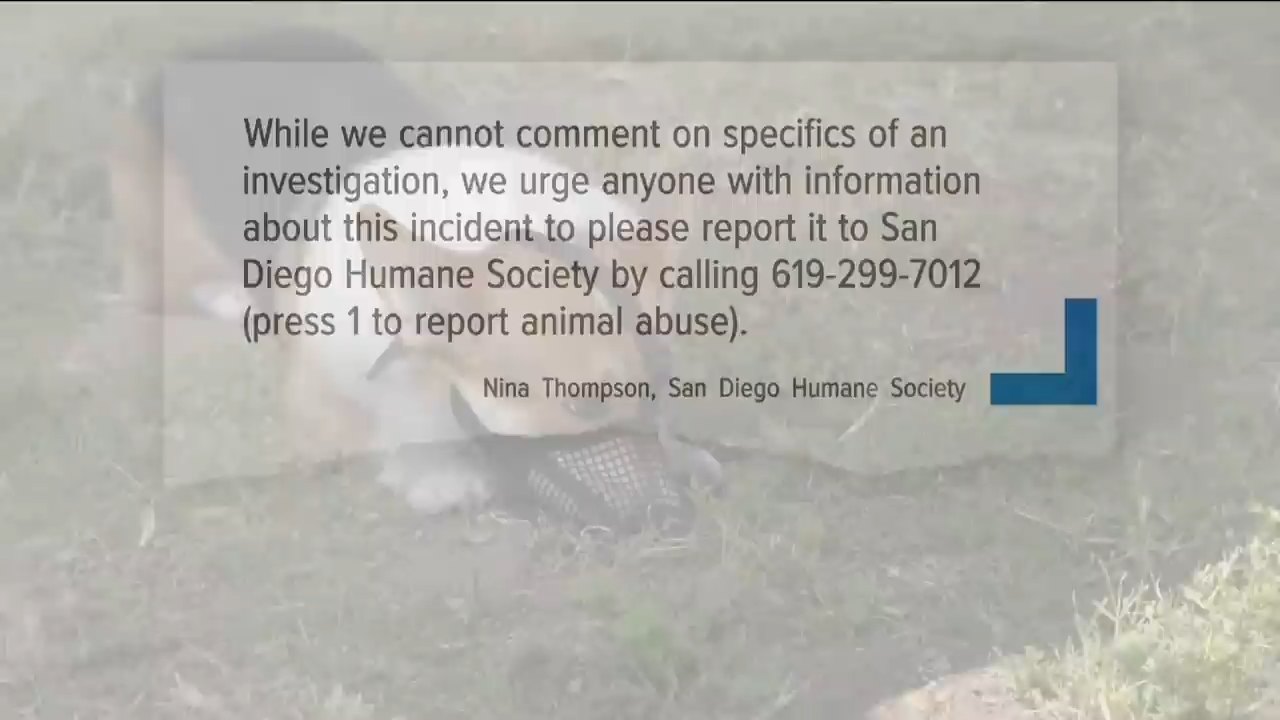 While we cannot comment on specifics of an
investigation, we urge anyone with information
about this incident to please report it to San
Diego Humane Society by calling 619-299-7012
(press 1 to report animal abuse).
Nina Thompson, San Diego Humane Society